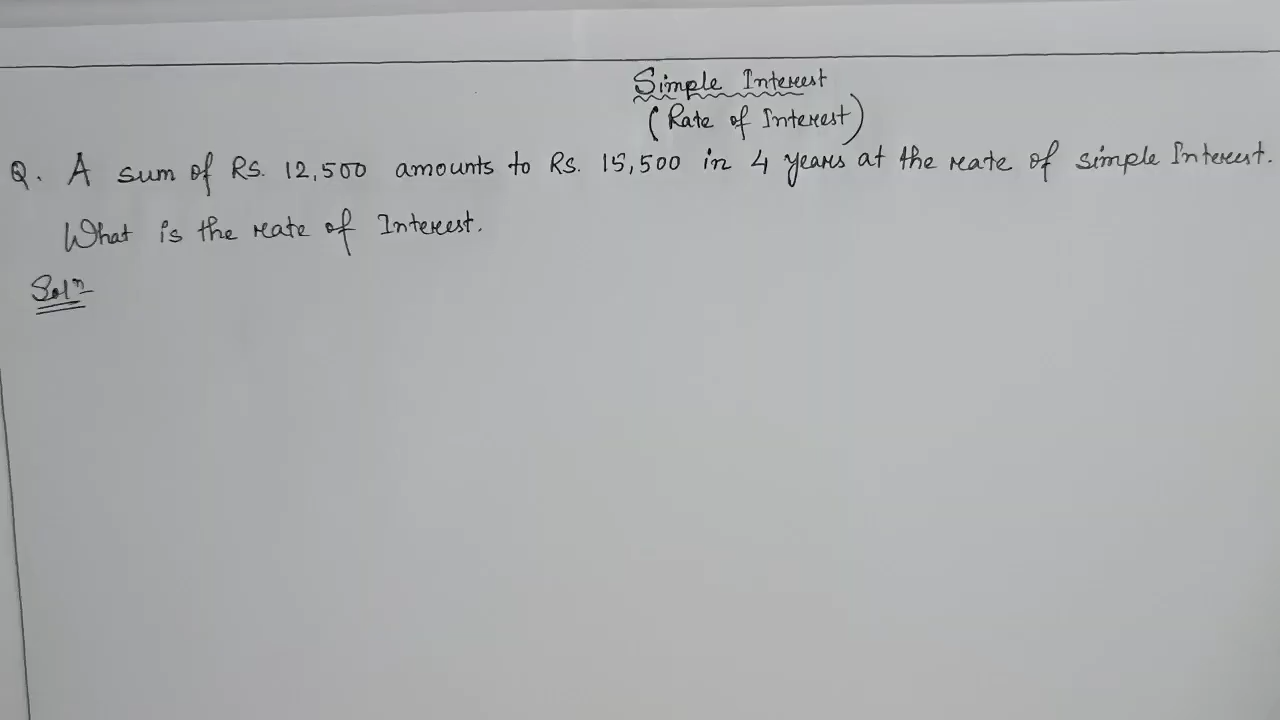 Simple Interest
(Rate of Interest)
Q. A sum of Rs. 12,500 amounts to Rs. 15,500 in 4 years at the rate of simple Interest.
What is the rate of Interest.
Solⁿ